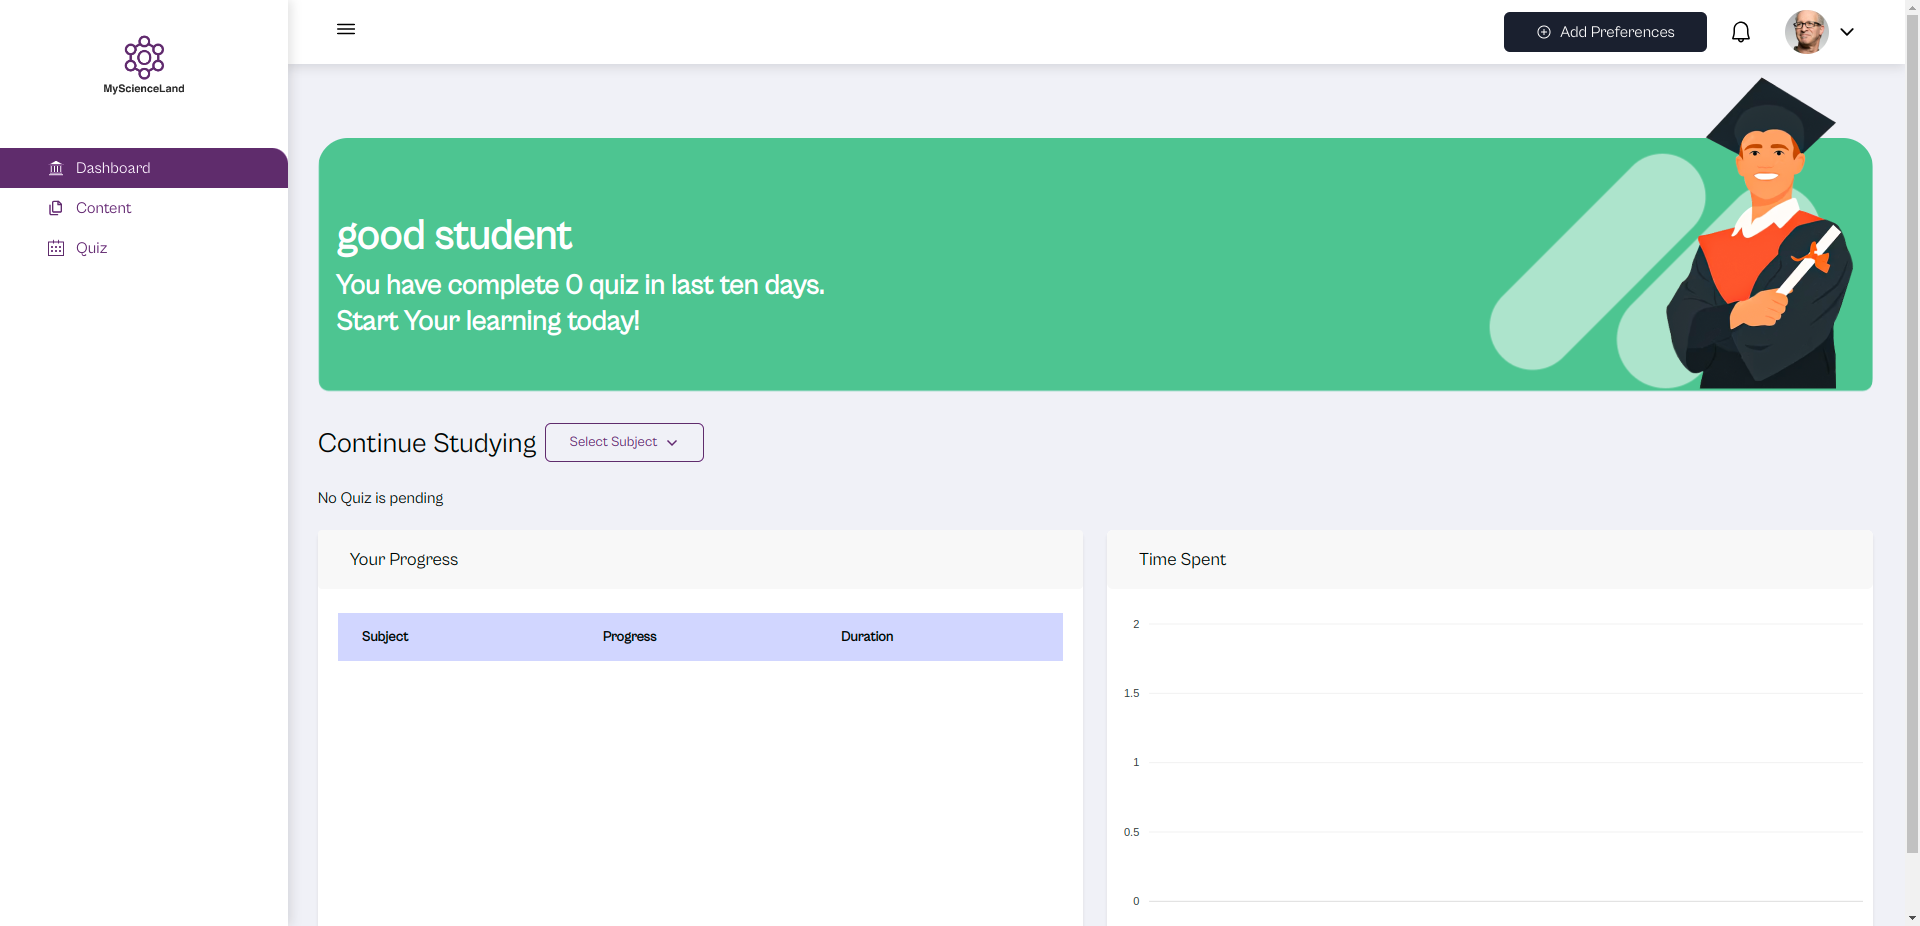 MyScienceLand
Dashboard
Content
Quiz
Add Preferences
good student
You have complete 0 quiz in last ten days.
Start Your learning today!
Continue Studying
Select Subject
No Quiz is pending
Your Progress
Subject Progress Duration
Time Spent
2
1.5
1
0.5
0